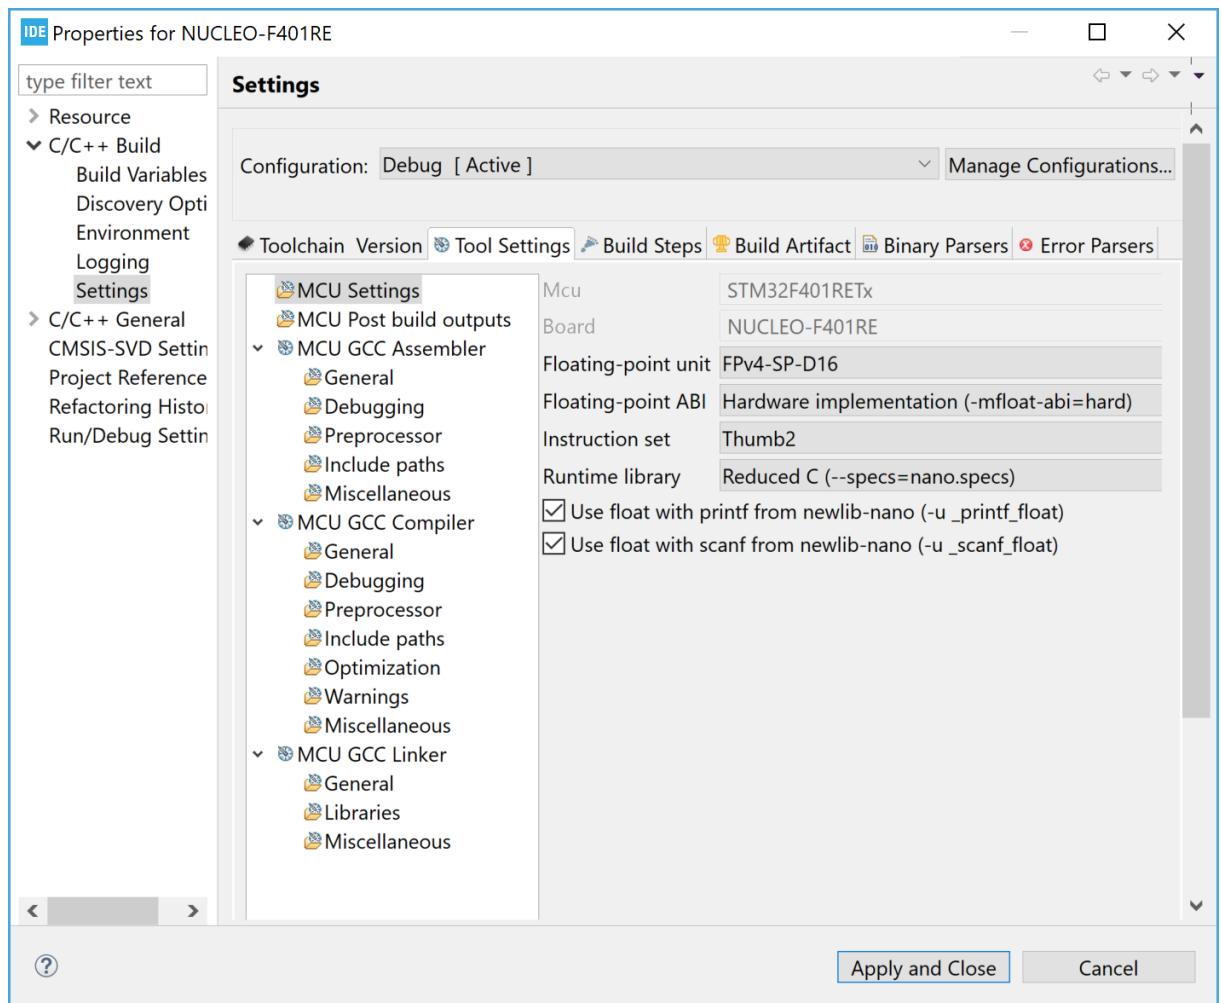 IDE Properties for NUCLEO-F401RE
type filter text
Resource
C/C++ Build
Build Variables
Discovery Opti
Environment
Logging
Settings
C/C++ General
CMSIS-SVD Settin
Project Reference
Refactoring Histo
Run/Debug Settin
Settings
Configuration: Debug [ Active ] Manage Configurations...
Toolchain Version Tool Settings Build Steps Build Artifact Binary Parsers Error Parsers
MCU Settings
MCU Post build outputs
MCU GCC Assembler
General
Debugging
Preprocessor
Include paths
Miscellaneous
MCU GCC Compiler
General
Debugging
Preprocessor
Include paths
Optimization
Warnings
Miscellaneous
MCU GCC Linker
General
Libraries
Miscellaneous
Mcu STM32F401RETx
Board NUCLEO-F401RE
Floating-point unit FPv4-SP-D16
Floating-point ABI Hardware implementation (-mfloat-abi=hard)
Instruction set Thumb2
Runtime library Reduced C (--specs=nano.specs)
Use float with printf from newlib-nano (-u _printf_float)
Use float with scanf from newlib-nano (-u _scanf_float)
Apply and Close Cancel